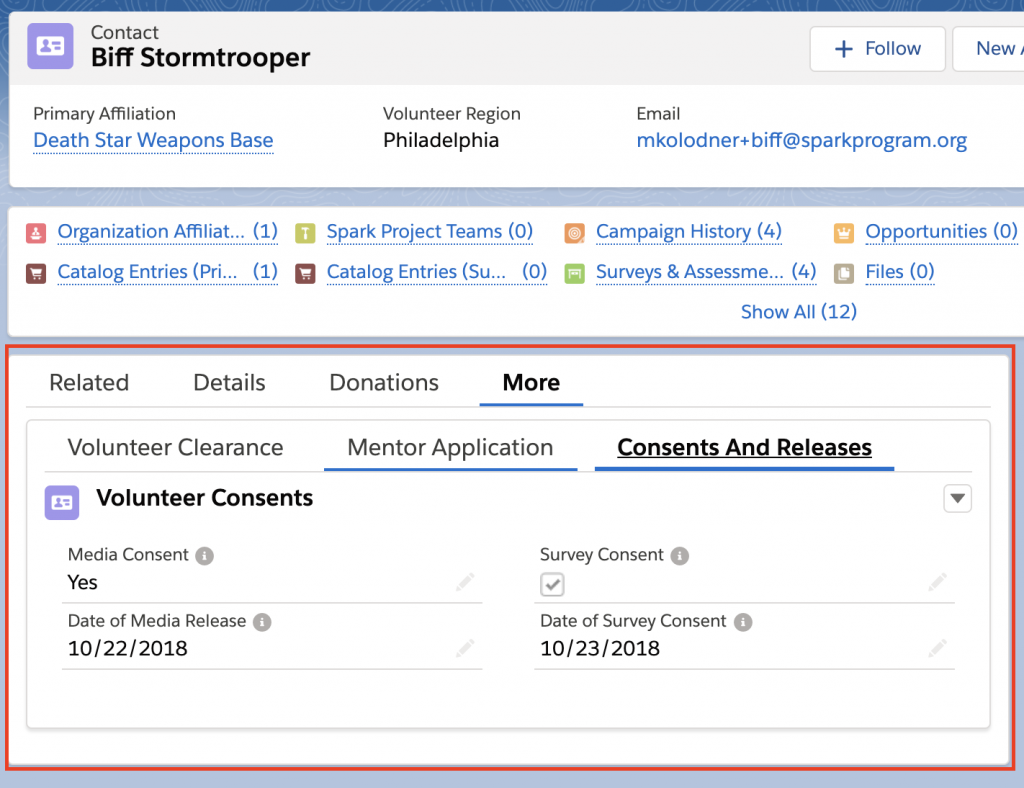 Contact
Biff Stormtrooper
Follow
New A
Primary Affiliation
Volunteer Region
Email
Death Star Weapons Base
Philadelphia
mkolodner+biff@sparkprogram.org
Organization Affiliat... (1)
Spark Project Teams (0)
Campaign History (4)
Opportunities (0)
Catalog Entries (Pri... (1)
Catalog Entries (Su... (0)
Surveys & Assessme... (4)
Files (0)
Show All (12)
Related
Details
Donations
More
Volunteer Clearance
Mentor Application
Consents And Releases
Volunteer Consents
Media Consent
Yes
Survey Consent
Date of Media Release
10/22/2018
Date of Survey Consent
10/23/2018